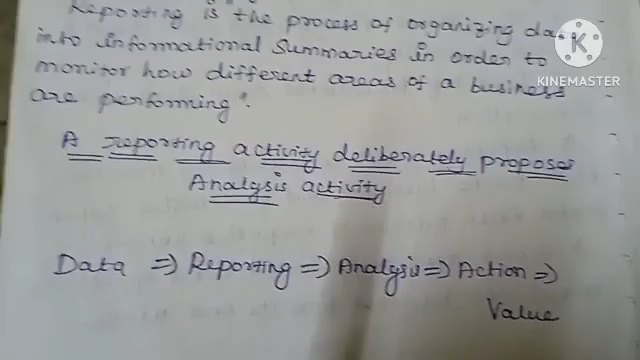 Reporting is the process of organizing da
into informational summaries in order to
monitor how different areas of a business
are performing".
A reporting activity deliberately proposes
Analysis activity
Data ⇒ Reporting ⇒ Analysis ⇒ Action ⇒
Value
K
KINEMASTER